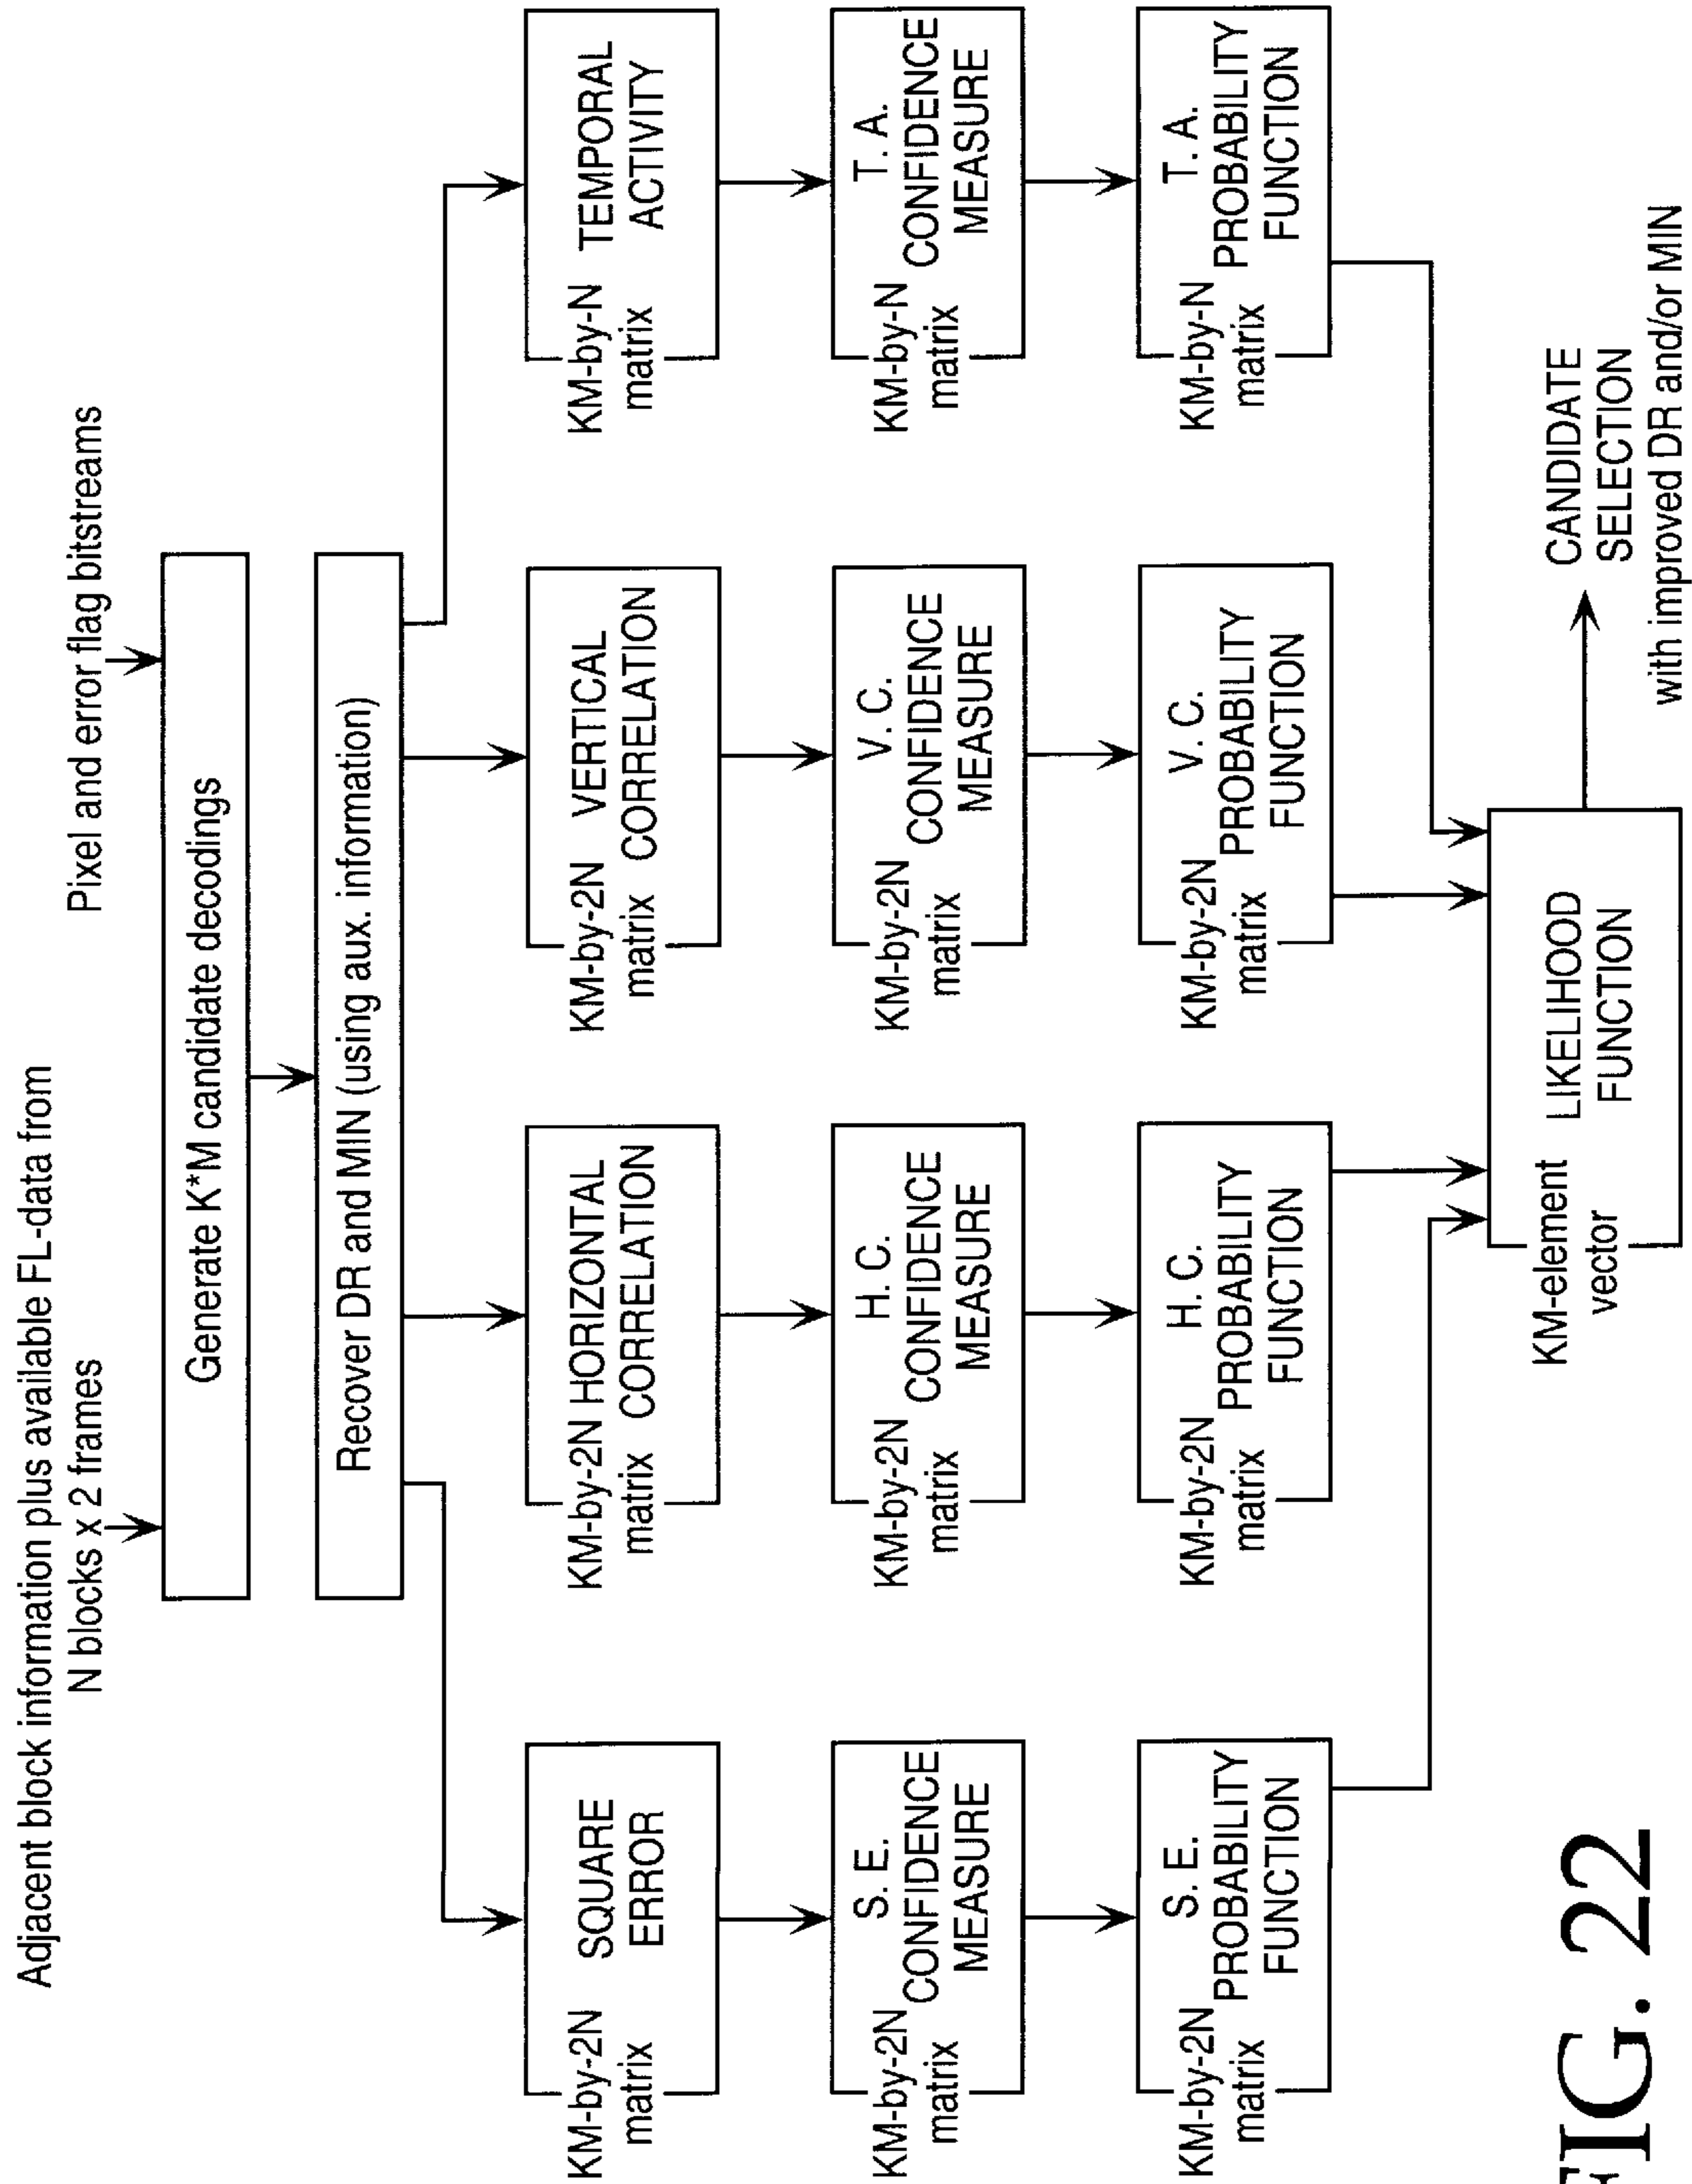 Adjacent block information plus available FL-data from
N blocks x 2 frames
Pixel and error flag bitstreams
Generate K*M candidate decodings
Recover DR and MIN (using aux. information)
KM-by-2N
matrix
SQUARE
ERROR
KM-by-2N
matrix
HORIZONTAL
CORRELATION
KM-by-2N
matrix
VERTICAL
CORRELATION
KM-by-N
matrix
TEMPORAL
ACTIVITY
KM-by-2N
matrix
S. E.
CONFIDENCE
MEASURE
KM-by-2N
matrix
H. C.
CONFIDENCE
MEASURE
KM-by-2N
matrix
V. C.
CONFIDENCE
MEASURE
KM-by-N
matrix
T. A.
CONFIDENCE
MEASURE
KM-by-2N
matrix
S. E.
PROBABILITY
FUNCTION
KM-by-2N
matrix
H. C.
PROBABILITY
FUNCTION
KM-by-2N
matrix
V. C.
PROBABILITY
FUNCTION
KM-by-N
matrix
T. A.
PROBABILITY
FUNCTION
KM-element
vector
LIKELIHOOD
FUNCTION
CANDIDATE
SELECTION
with improved DR and/or MIN
FIG. 22